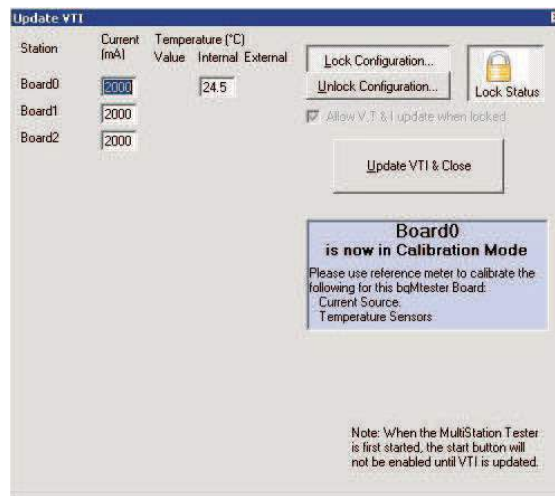 Update VTI
Station
Current
(mA)
Temperature (°C)
Value Internal External
Board0 2000 24.5
Board1 2000
Board2 2000
Lock Configuration...
Unlock Configuration...
Lock Status
Allow V,T & I update when locked
Update VTI & Close
Board0
is now in Calibration Mode
Please use reference meter to calibrate the
following for this bqMtester Board:
Current Source.
Temperature Sensors
Note: When the MultiStation Tester
is first started, the start button will
not be enabled until VTI is updated.